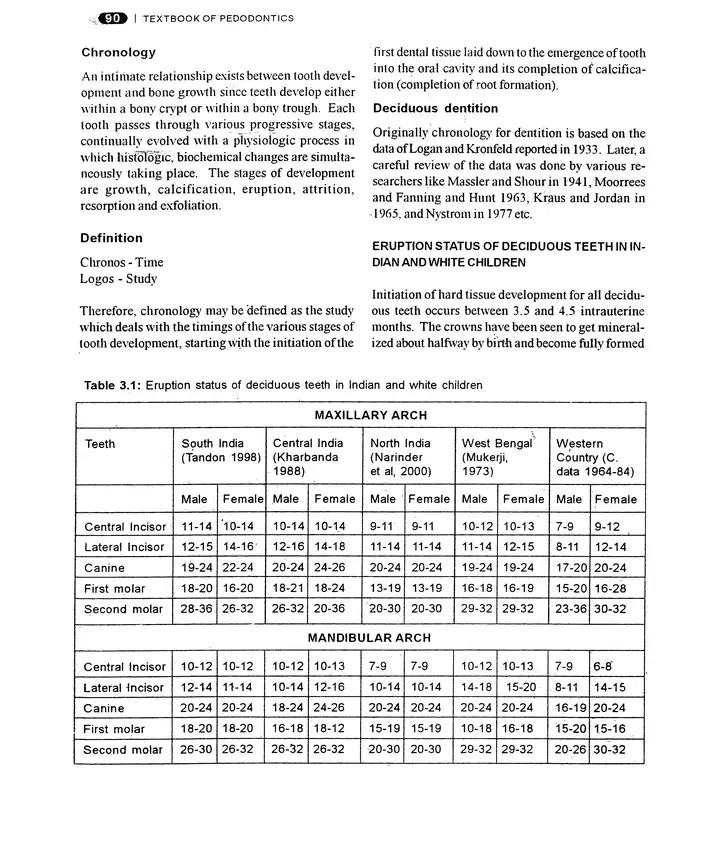 90 | TEXTBOOK OF PEDODONTICS
Chronology
An intimate relationship exists between tooth devel-
opment and bone growth since teeth develop either
within a bony crypt or within a bony trough. Each
tooth passes through various progressive stages,
continually evolved with a physiologic process in
which histologic, biochemical changes are simulta-
neously taking place. The stages of development
are growth, calcification, eruption, attrition,
resorption and exfoliation.
Definition
Chronos - Time
Logos - Study
Therefore, chronology may be defined as the study
which deals with the timings of the various stages of
tooth development, starting with the initiation of the
first dental tissue laid down to the emergence of tooth
into the oral cavity and its completion of calcifica-
tion (completion of root formation).
Deciduous dentition
Originally chronology for dentition is based on the
data of Logan and Kronfeld reported in 1933. Later, a
careful review of the data was done by various re-
searchers like Massler and Shour in 1941, Moorrees
and Fanning and Hunt 1963, Kraus and Jordan in
1965, and Nystrom in 1977 etc.
ERUPTION STATUS OF DECIDUOUS TEETH IN IN-
DIAN AND WHITE CHILDREN
Initiation of hard tissue development for all decidu-
ous teeth occurs between 3.5 and 4.5 intrauterine
months. The crowns have been seen to get mineral-
ized about halfway by birth and become fully formed
Table 3.1: Eruption status of deciduous teeth in Indian and white children
MAXILLARY ARCH
Teeth South India Central India North India West Bengal Western
(Tandon 1998) (Kharbanda (Narinder (Mukerji, Country (C.
1988) et al, 2000) 1973) data 1964-84)
Male Female Male Female Male Female Male Female Male Female
Central Incisor 11-14 10-14 10-14 10-14 9-11 9-11 10-12 10-13 7-9 9-12
Lateral Incisor 12-15 14-16 12-16 14-18 11-14 11-14 11-14 12-15 8-11 12-14
Canine 19-24 22-24 20-24 24-26 20-24 20-24 19-24 19-24 17-20 20-24
First molar 18-20 16-20 18-21 18-24 13-19 13-19 16-18 16-19 15-20 16-28
Second molar 28-36 26-32 26-32 20-36 20-30 20-30 29-32 29-32 23-36 30-32
MANDIBULAR ARCH
Central Incisor 10-12 10-12 10-12 10-13 7-9 7-9 10-12 10-13 7-9 6-8
Lateral Incisor 12-14 11-14 10-14 12-16 10-14 10-14 14-18 15-20 8-11 14-15
Canine 20-24 20-24 18-24 24-26 20-24 20-24 20-24 20-24 16-19 20-24
First molar 18-20 18-20 16-18 18-12 15-19 15-19 10-18 16-18 15-20 15-16
Second molar 26-30 26-32 26-32 26-32 20-30 20-30 29-32 29-32 20-26 30-32